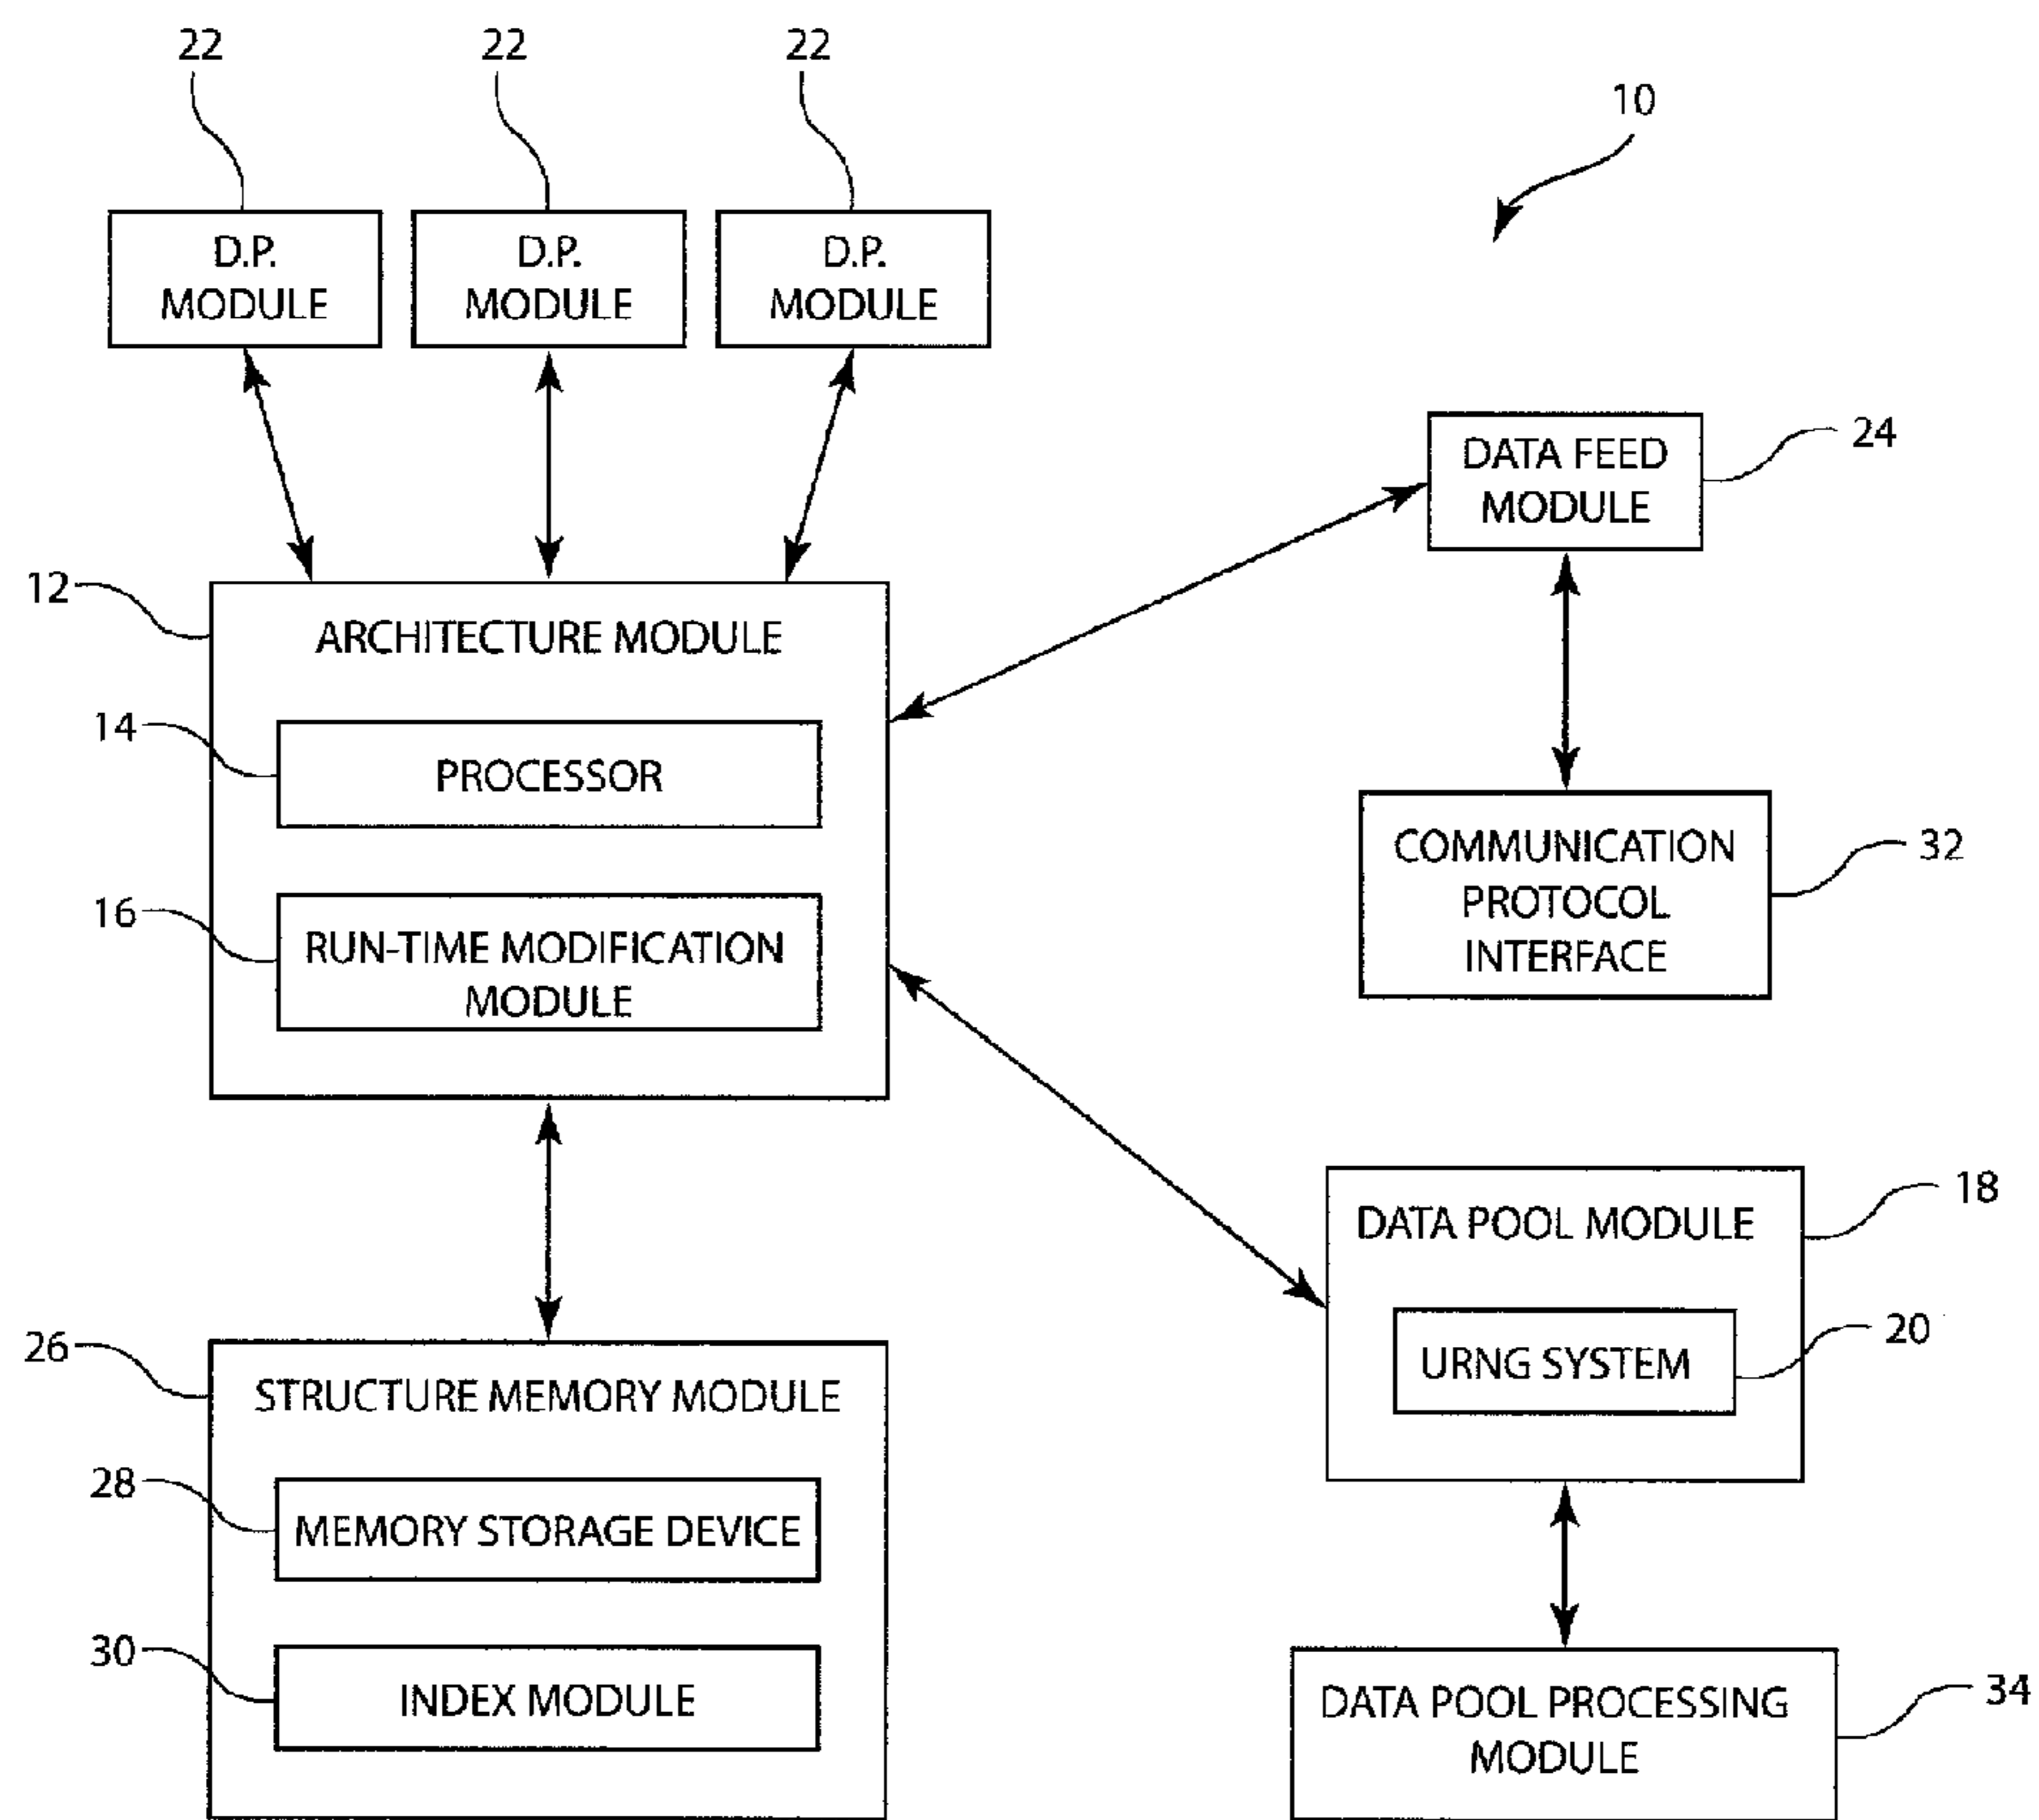 22
22
22
10
D.P.
MODULE
D.P.
MODULE
D.P.
MODULE
DATA FEED
MODULE
24
12
ARCHITECTURE MODULE
14
PROCESSOR
COMMUNICATION
PROTOCOL
INTERFACE
32
16
RUN-TIME MODIFICATION
MODULE
18
DATA POOL MODULE
20
URNG SYSTEM
26
STRUCTURE MEMORY MODULE
28
MEMORY STORAGE DEVICE
30
INDEX MODULE
34
DATA POOL PROCESSING
MODULE